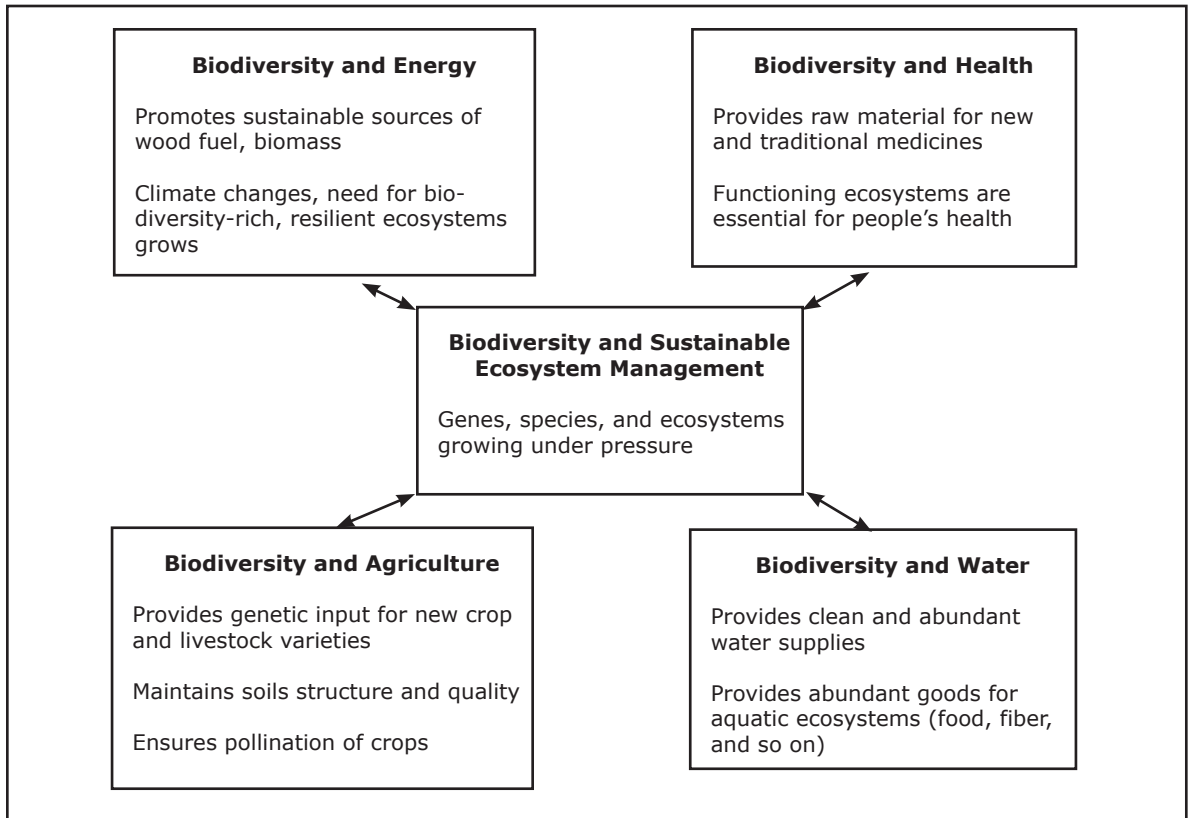 Biodiversity and Energy
Promotes sustainable sources of
wood fuel, biomass
Climate changes, need for bio-
diversity-rich, resilient ecosystems
grows
Biodiversity and Health
Provides raw material for new
and traditional medicines
Functioning ecosystems are
essential for people’s health
Biodiversity and Sustainable
Ecosystem Management
Genes, species, and ecosystems
growing under pressure
Biodiversity and Agriculture
Provides genetic input for new crop
and livestock varieties
Maintains soils structure and quality
Ensures pollination of crops
Biodiversity and Water
Provides clean and abundant
water supplies
Provides abundant goods for
aquatic ecosystems (food, fiber,
and so on)